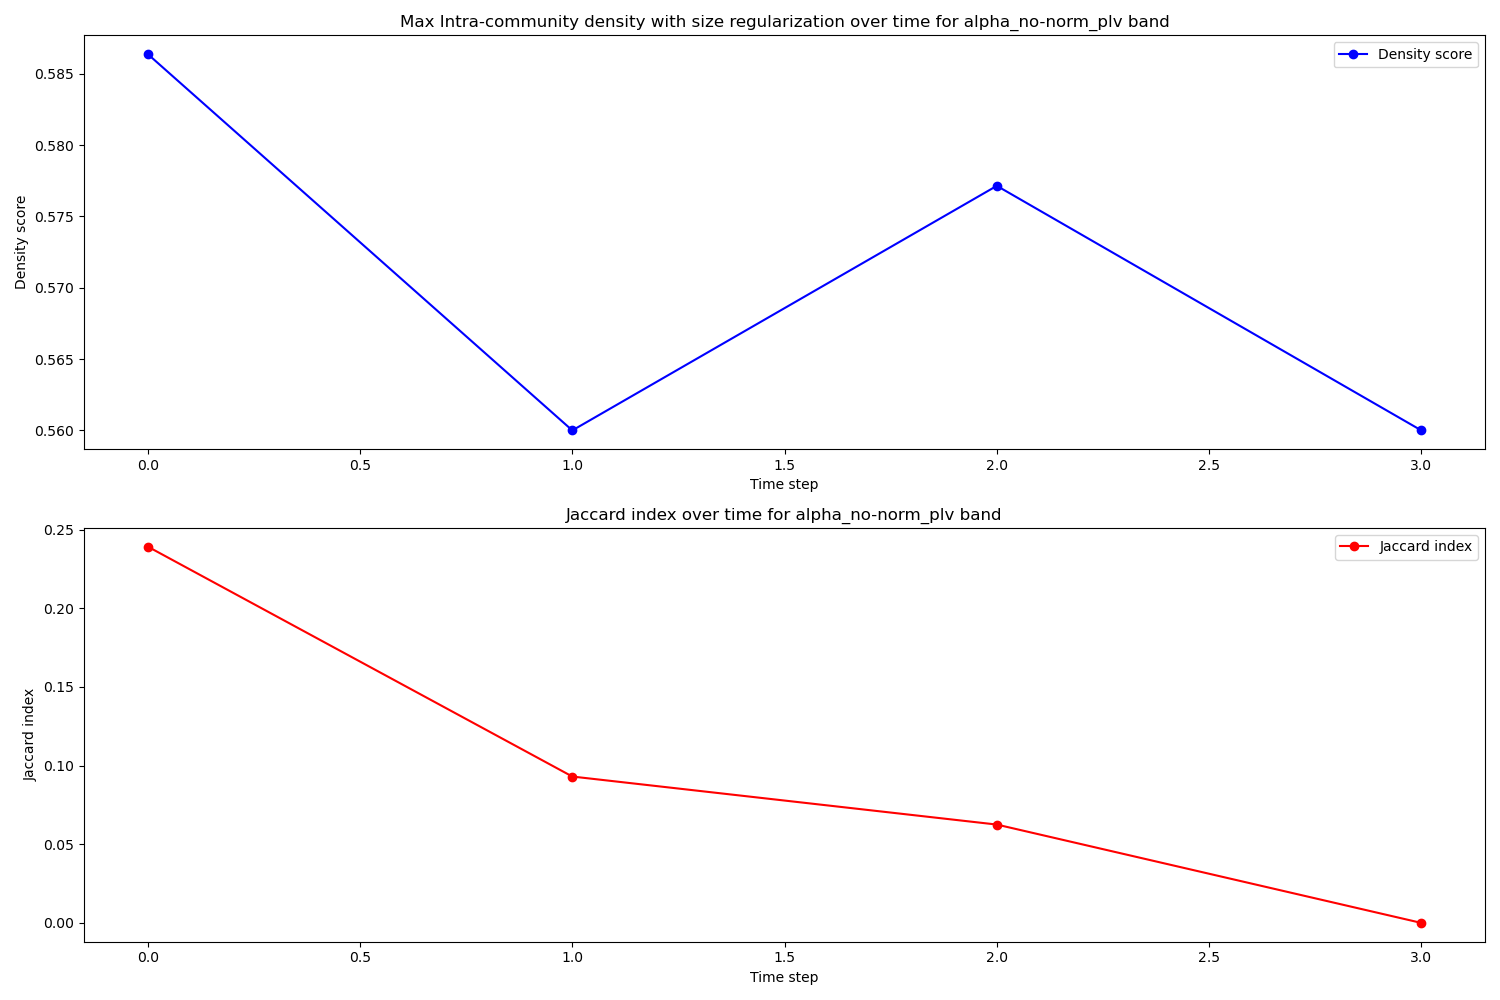 Max Intra-community density with size regularization over time for alpha_no-norm_plv band
Density score
0.585
0.580
0.575
0.570
0.565
0.560
Density score
0.0 0.5 1.0 1.5 2.0 2.5 3.0
Time step
Jaccard index over time for alpha_no-norm_plv band
Jaccard index
0.25
0.20
0.15
0.10
0.05
0.00
Jaccard index
0.0 0.5 1.0 1.5 2.0 2.5 3.0
Time step